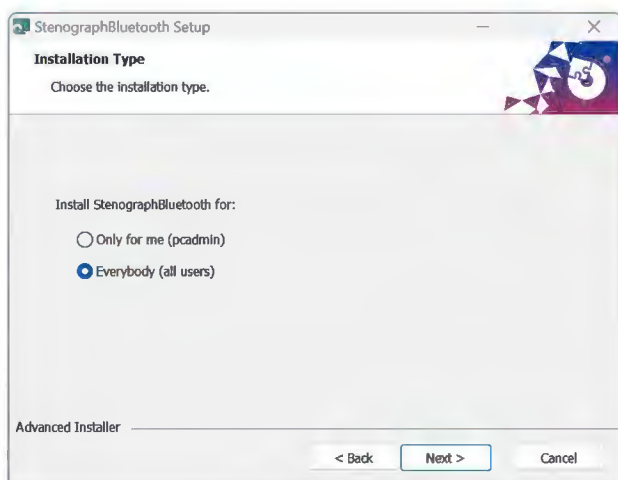 StenographBluetooth Setup
Installation Type
Choose the installation type.
Install StenographBluetooth for:
Only for me (pcadmin)
Everybody (all users)
Advanced Installer
< Back Next > Cancel